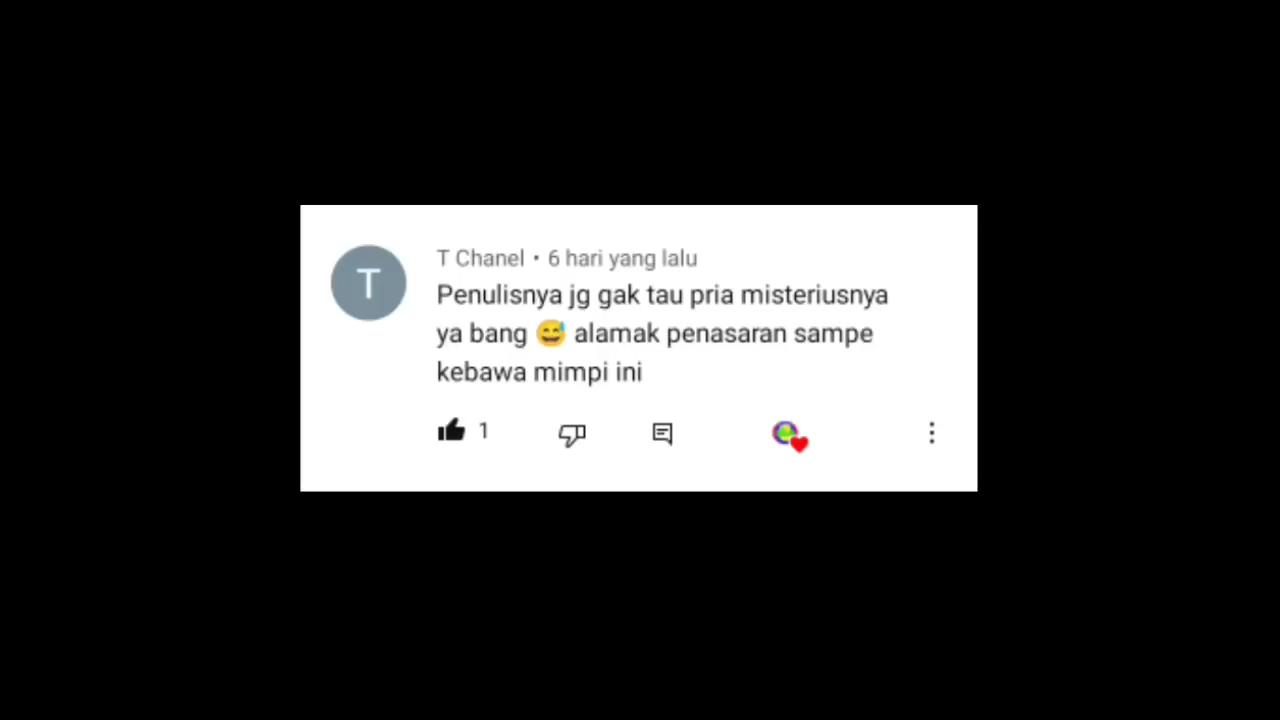 T
T Chanel • 6 hari yang lalu
Penulisnya jg gak tau pria misteriusnya
ya bang 😅 alamak penasaran sampe
kebawa mimpi ini
1